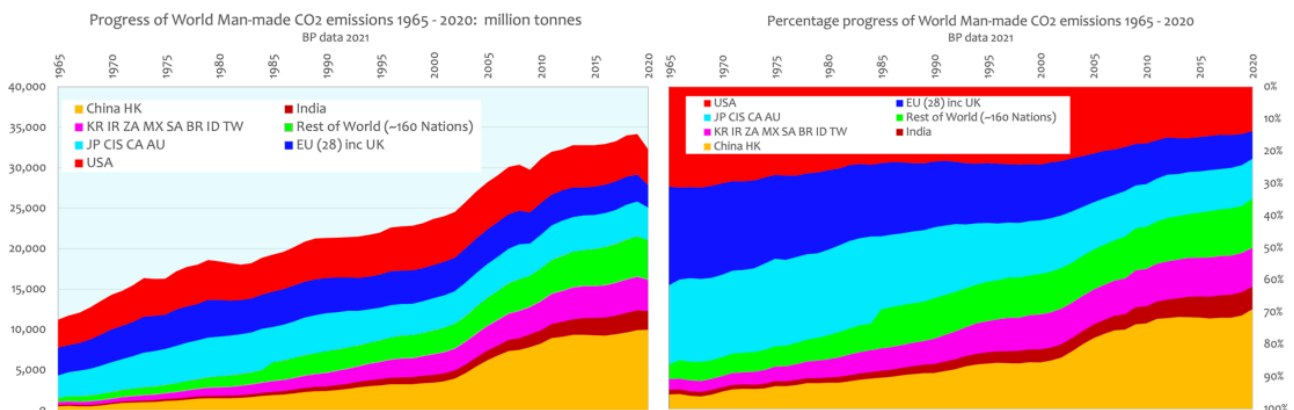 Progress of World Man-made CO2 emissions 1965 - 2020: million tonnes
BP data 2021
1965
1970
1975
1980
1985
1990
1995
2000
2005
2010
2015
2020
40,000
35,000
30,000
25,000
20,000
15,000
10,000
5,000
0
China HK
India
KR IR ZA MX SA BR ID TW
Rest of World (~160 Nations)
JP CIS CA AU
EU (28) inc UK
USA
Percentage progress of World Man-made CO2 emissions 1965 - 2020
BP data 2021
1965
1970
1975
1980
1985
1990
1995
2000
2005
2010
2015
2020
USA
EU (28) inc UK
JP CIS CA AU
Rest of World (~160 Nations)
KR IR ZA MX SA BR ID TW
India
China HK
0%
10%
20%
30%
40%
50%
60%
70%
80%
90%
100%